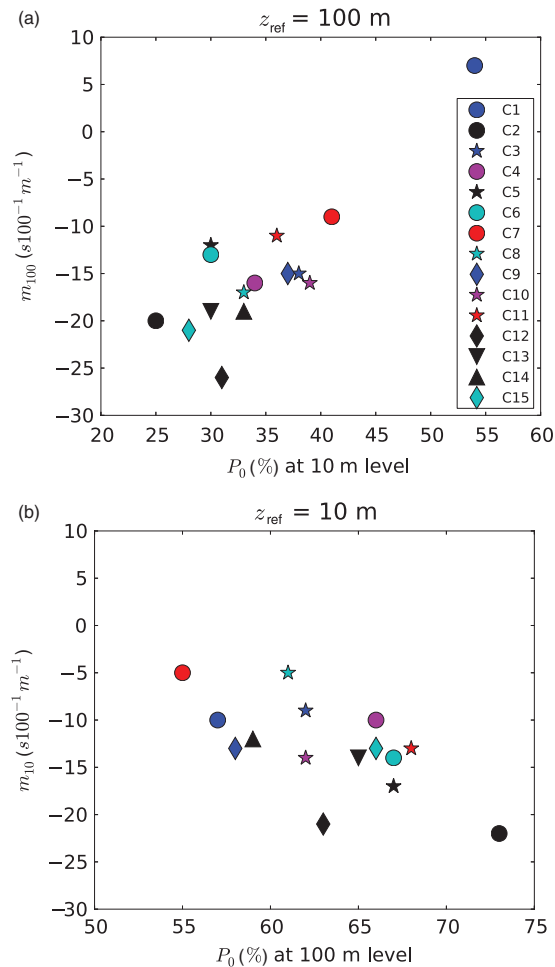 (a)
z_ref = 100 m
10
5
0
−5
−10
−15
−20
−25
−30
m_100 (s100^−1 m^−1)
C1
C2
C3
C4
C5
C6
C7
C8
C9
C10
C11
C12
C13
C14
C15
20 25 30 35 40 45 50 55 60
P_0 (%) at 10 m level
(b)
z_ref = 10 m
10
5
0
−5
−10
−15
−20
−25
−30
m_10 (s100^−1 m^−1)
50 55 60 65 70 75
P_0 (%) at 100 m level